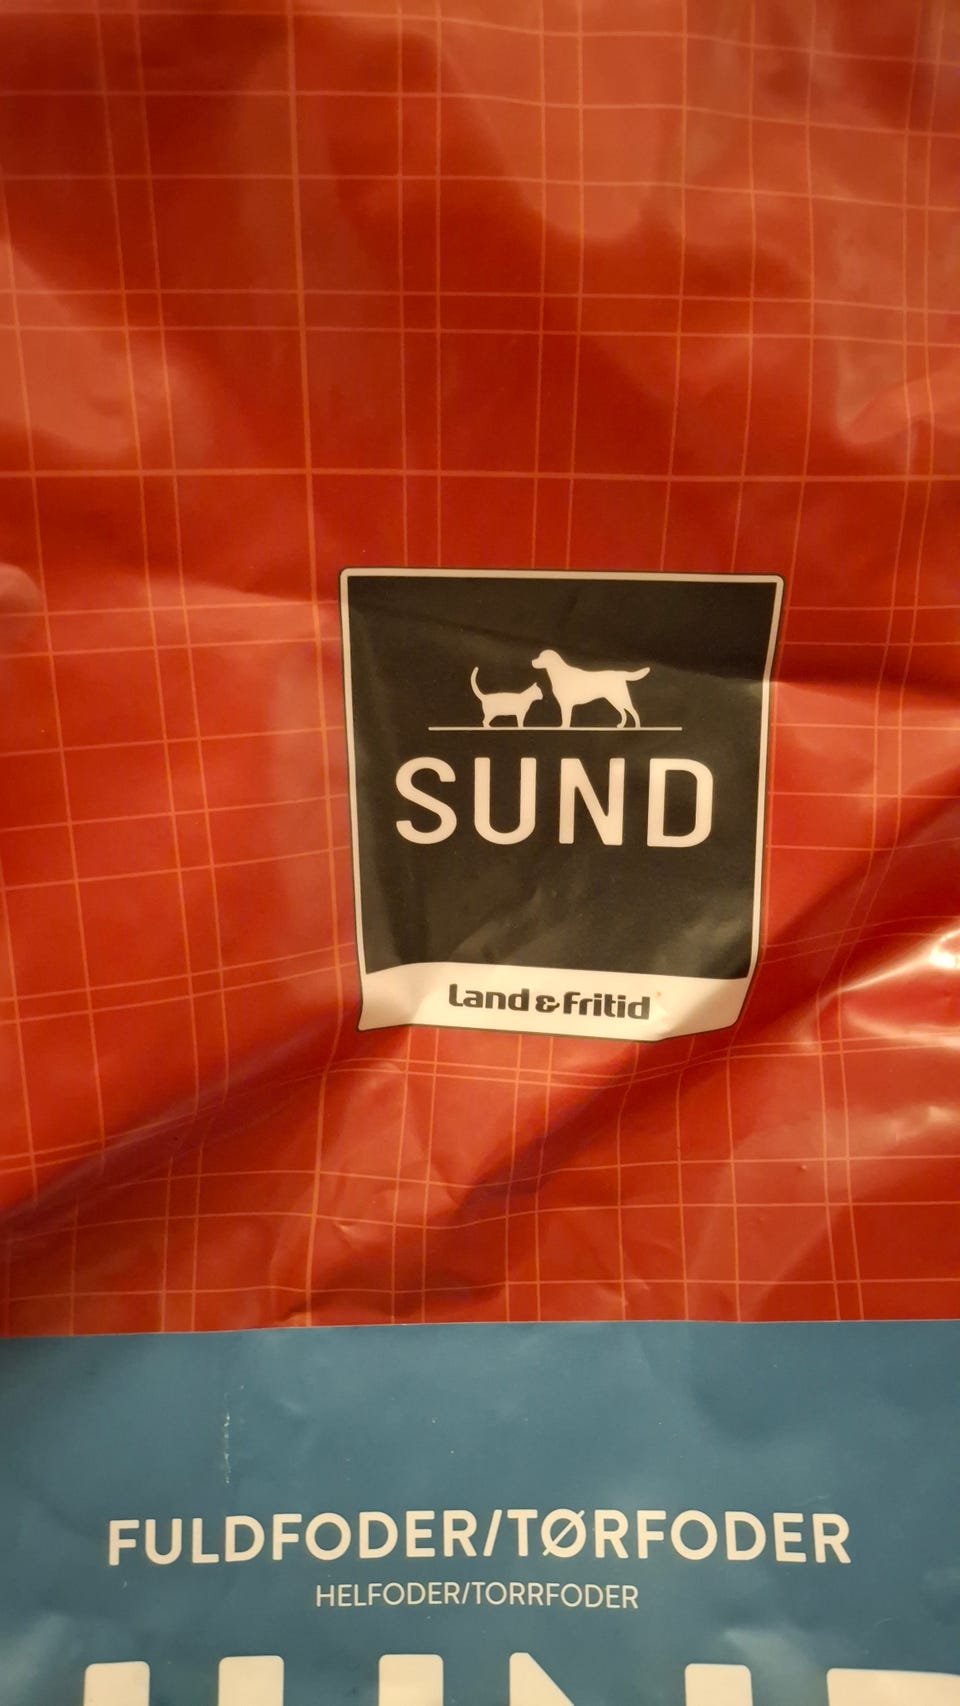 SUND
Land & fritid
FULDFODER/TØRFODER
HELFODER/TORRFODER